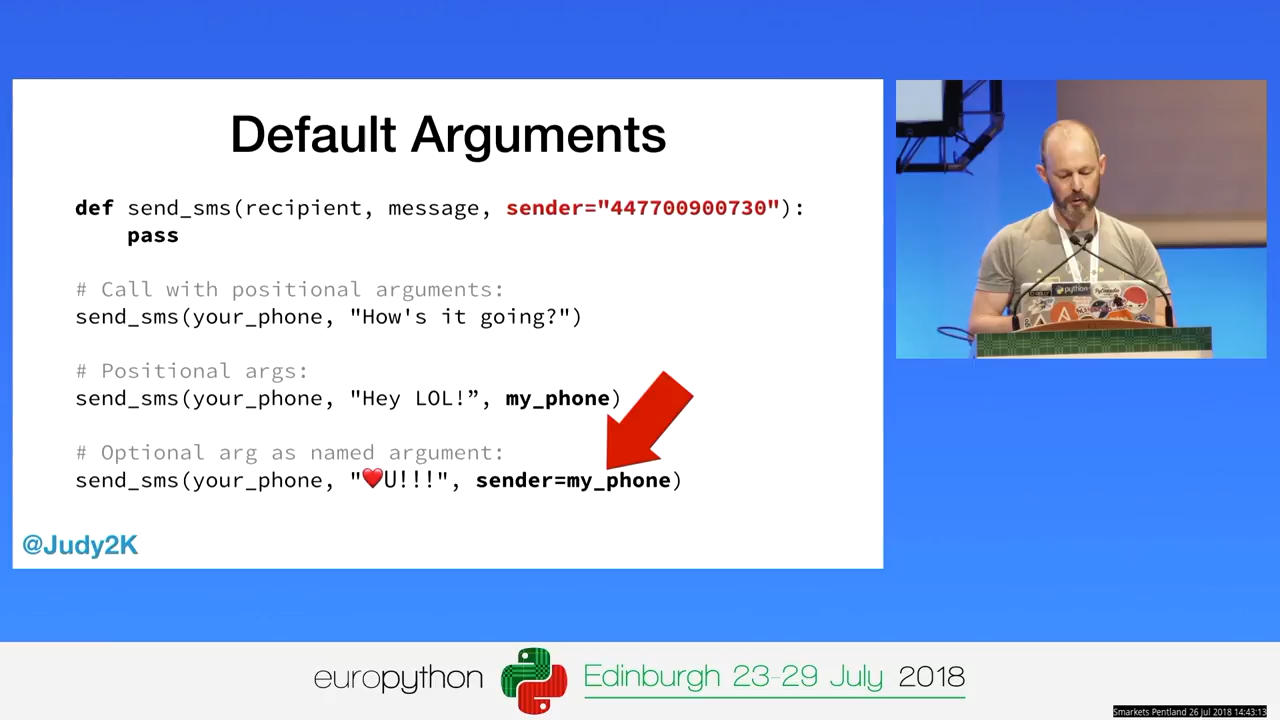 Default Arguments
def send_sms(recipient, message, sender="447700900730"):
pass
# Call with positional arguments:
send_sms(your_phone, "How's it going?")
# Positional args:
send_sms(your_phone, "Hey LOL!”, my_phone)
# Optional arg as named argument:
send_sms(your_phone, "❤️U!!!", sender=my_phone)
@Judy2K
python
europython Edinburgh 23-29 July 2018
Smarkets Pentland 26 Jul 2018 14:43:13